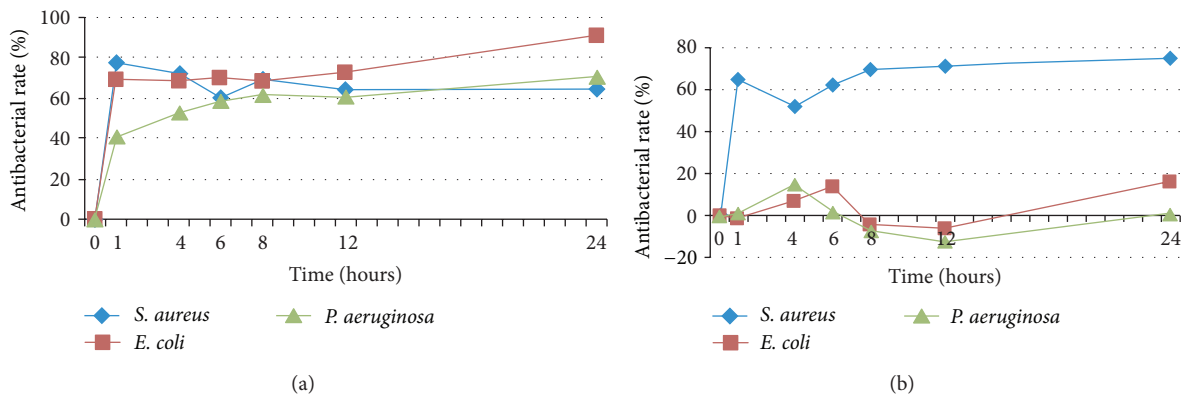 100
80
60
40
20
0
Antibacterial rate (%)
0 1 4 6 8 12 24
Time (hours)
S. aureus
P. aeruginosa
E. coli
(a)
80
60
40
20
0
−20
Antibacterial rate (%)
0 1 4 6 8 12 24
Time (hours)
S. aureus
P. aeruginosa
E. coli
(b)